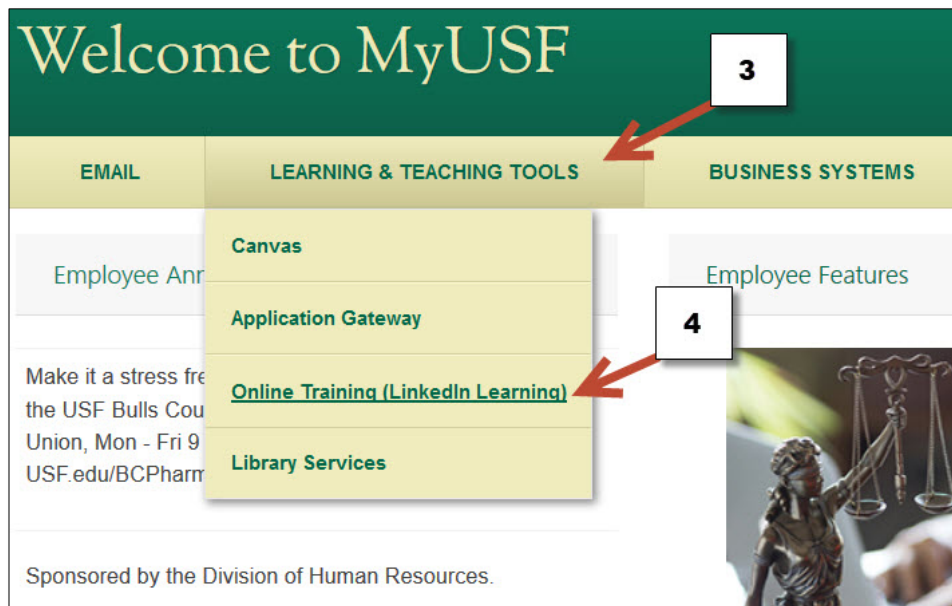 Welcome to MyUSF
3
EMAIL
LEARNING & TEACHING TOOLS
BUSINESS SYSTEMS
Canvas
Employee Ann
Employee Features
Application Gateway
4
Make it a stress fre
Online Training (LinkedIn Learning)
the USF Bulls Cou
Union, Mon - Fri 9
Library Services
USF.edu/BCPharm
Sponsored by the Division of Human Resources.